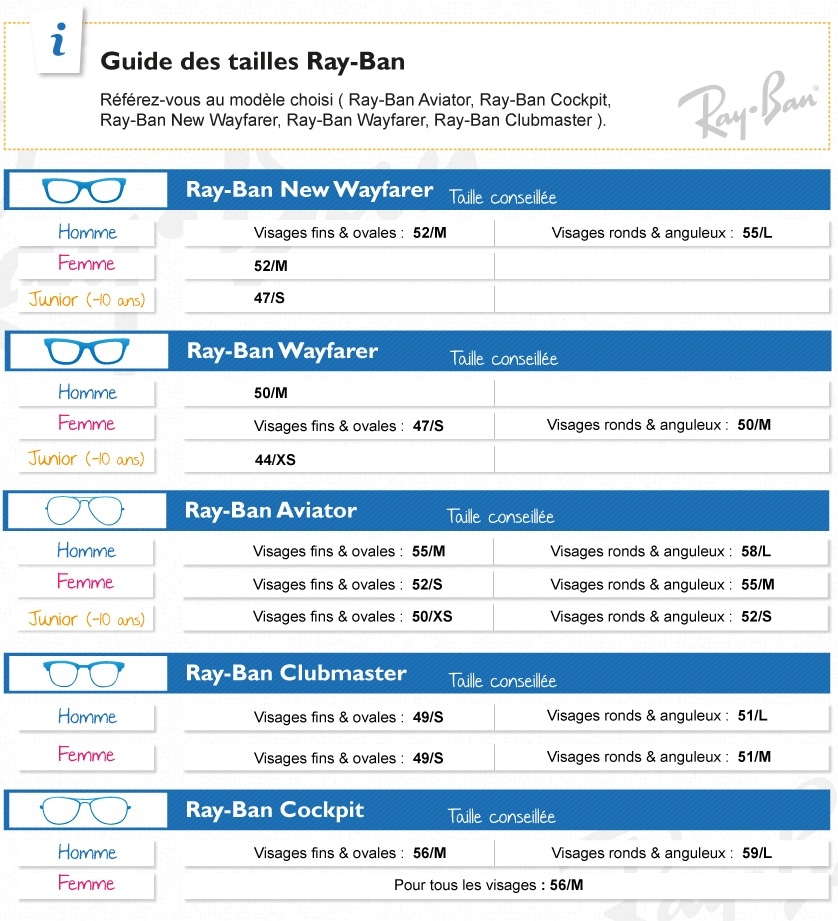 i
Guide des tailles Ray-Ban
Référez-vous au modèle choisi ( Ray-Ban Aviator, Ray-Ban Cockpit,
Ray-Ban New Wayfarer, Ray-Ban Wayfarer, Ray-Ban Clubmaster ).
Ray-Ban®
Ray-Ban New Wayfarer Taille conseillée
Homme Visages fins & ovales : 52/M Visages ronds & anguleux : 55/L
Femme 52/M
Junior (-10 ans) 47/S
Ray-Ban Wayfarer Taille conseillée
Homme 50/M
Femme Visages fins & ovales : 47/S Visages ronds & anguleux : 50/M
Junior (-10 ans) 44/XS
Ray-Ban Aviator Taille conseillée
Homme Visages fins & ovales : 55/M Visages ronds & anguleux : 58/L
Femme Visages fins & ovales : 52/S Visages ronds & anguleux : 55/M
Junior (-10 ans) Visages fins & ovales : 50/XS Visages ronds & anguleux : 52/S
Ray-Ban Clubmaster Taille conseillée
Homme Visages fins & ovales : 49/S Visages ronds & anguleux : 51/L
Femme Visages fins & ovales : 49/S Visages ronds & anguleux : 51/M
Ray-Ban Cockpit Taille conseillée
Homme Visages fins & ovales : 56/M Visages ronds & anguleux : 59/L
Femme Pour tous les visages : 56/M